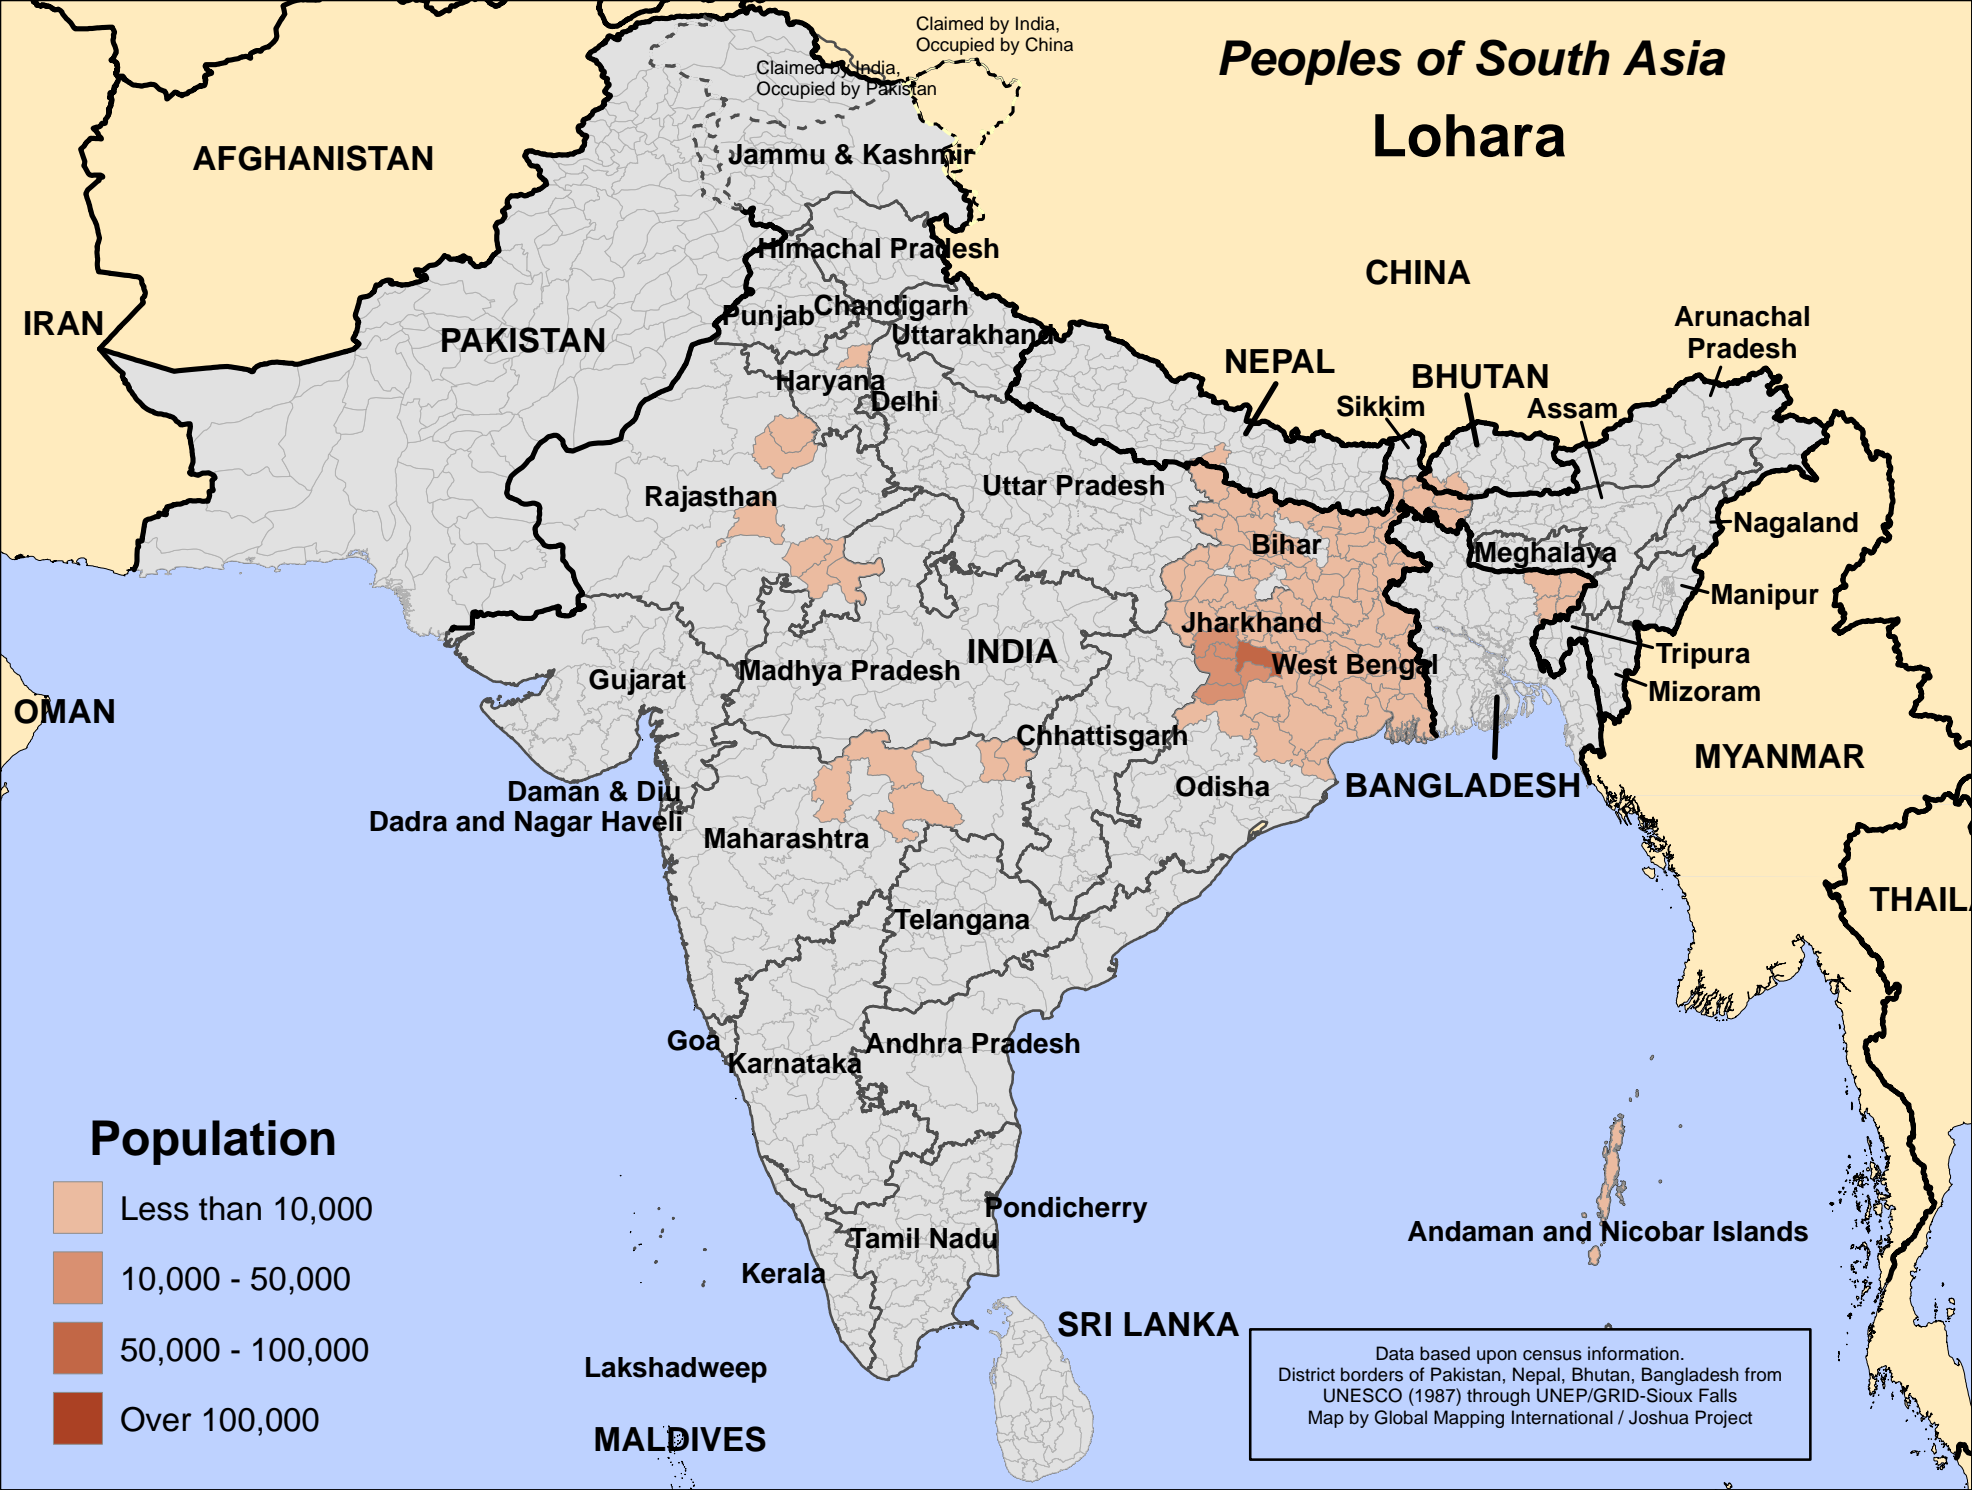 Claimed by India,
Occupied by China
Peoples of South Asia
Claimed by India,
Occupied by Pakistan
Lohara
AFGHANISTAN
Jammu & Kashmir
Himachal Pradesh
CHINA
Chandigarh
Punjab
Arunachal
Pradesh
IRAN
PAKISTAN
Uttarakhand
NEPAL
BHUTAN
Haryana
Delhi
Sikkim
Assam
Uttar Pradesh
Rajasthan
Nagaland
Bihar
Meghalaya
Manipur
Jharkhand
INDIA
Tripura
West Bengal
Madhya Pradesh
Gujarat
Mizoram
OMAN
Chhattisgarh
MYANMAR
Odisha
BANGLADESH
Daman & Diu
Dadra and Nagar Haveli
Maharashtra
THAIL
Telangana
Goa
Andhra Pradesh
Karnataka
Population
Less than 10,000
10,000 - 50,000
50,000 - 100,000
Over 100,000
Pondicherry
Andaman and Nicobar Islands
Tamil Nadu
Kerala
SRI LANKA
Lakshadweep
MALDIVES
Data based upon census information.
District borders of Pakistan, Nepal, Bhutan, Bangladesh from
UNESCO (1987) through UNEP/GRID-Sioux Falls
Map by Global Mapping International / Joshua Project